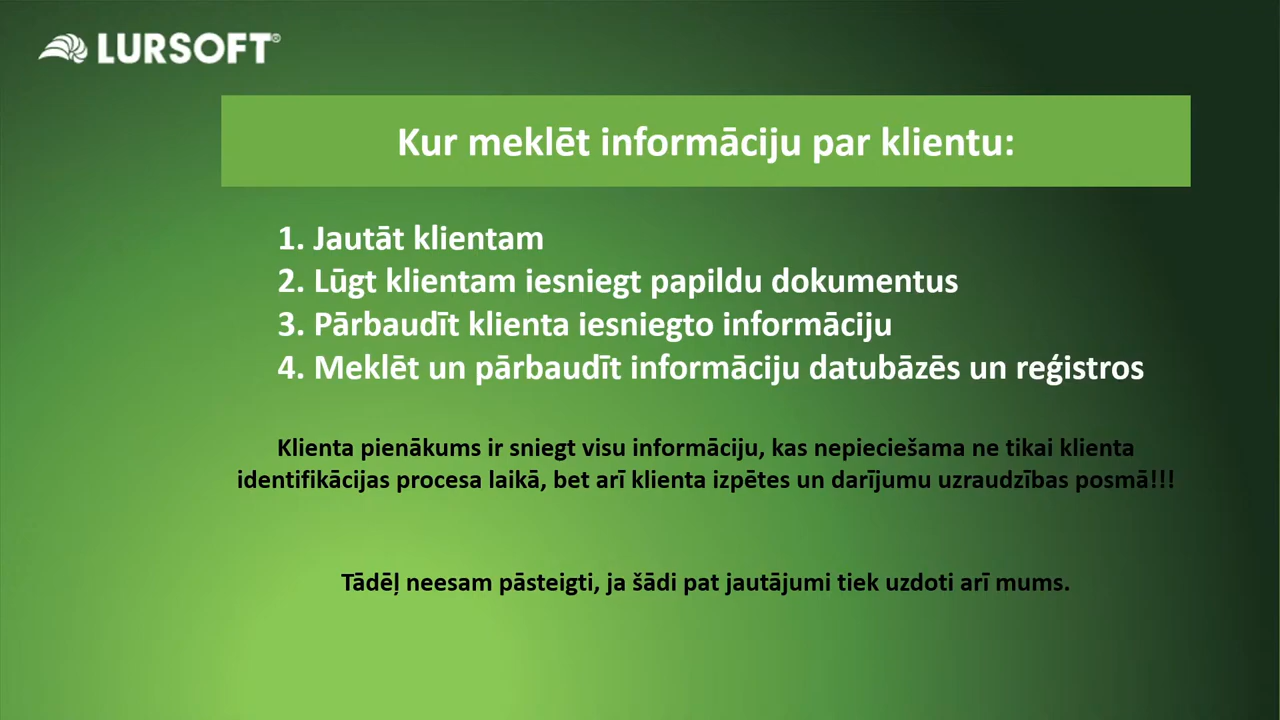 LURSOFT®
Kur meklēt informāciju par klientu:
1. Jautāt klientam
2. Lūgt klientam iesniegt papildu dokumentus
3. Pārbaudīt klienta iesniegto informāciju
4. Meklēt un pārbaudīt informāciju datubāzēs un reģistros
Klienta pienākums ir sniegt visu informāciju, kas nepieciešama ne tikai klienta
identifikācijas procesa laikā, bet arī klienta izpētes un darījumu uzraudzības posmā!!!
Tādēļ neesam pāsteigti, ja šādi pat jautājumi tiek uzdoti arī mums.